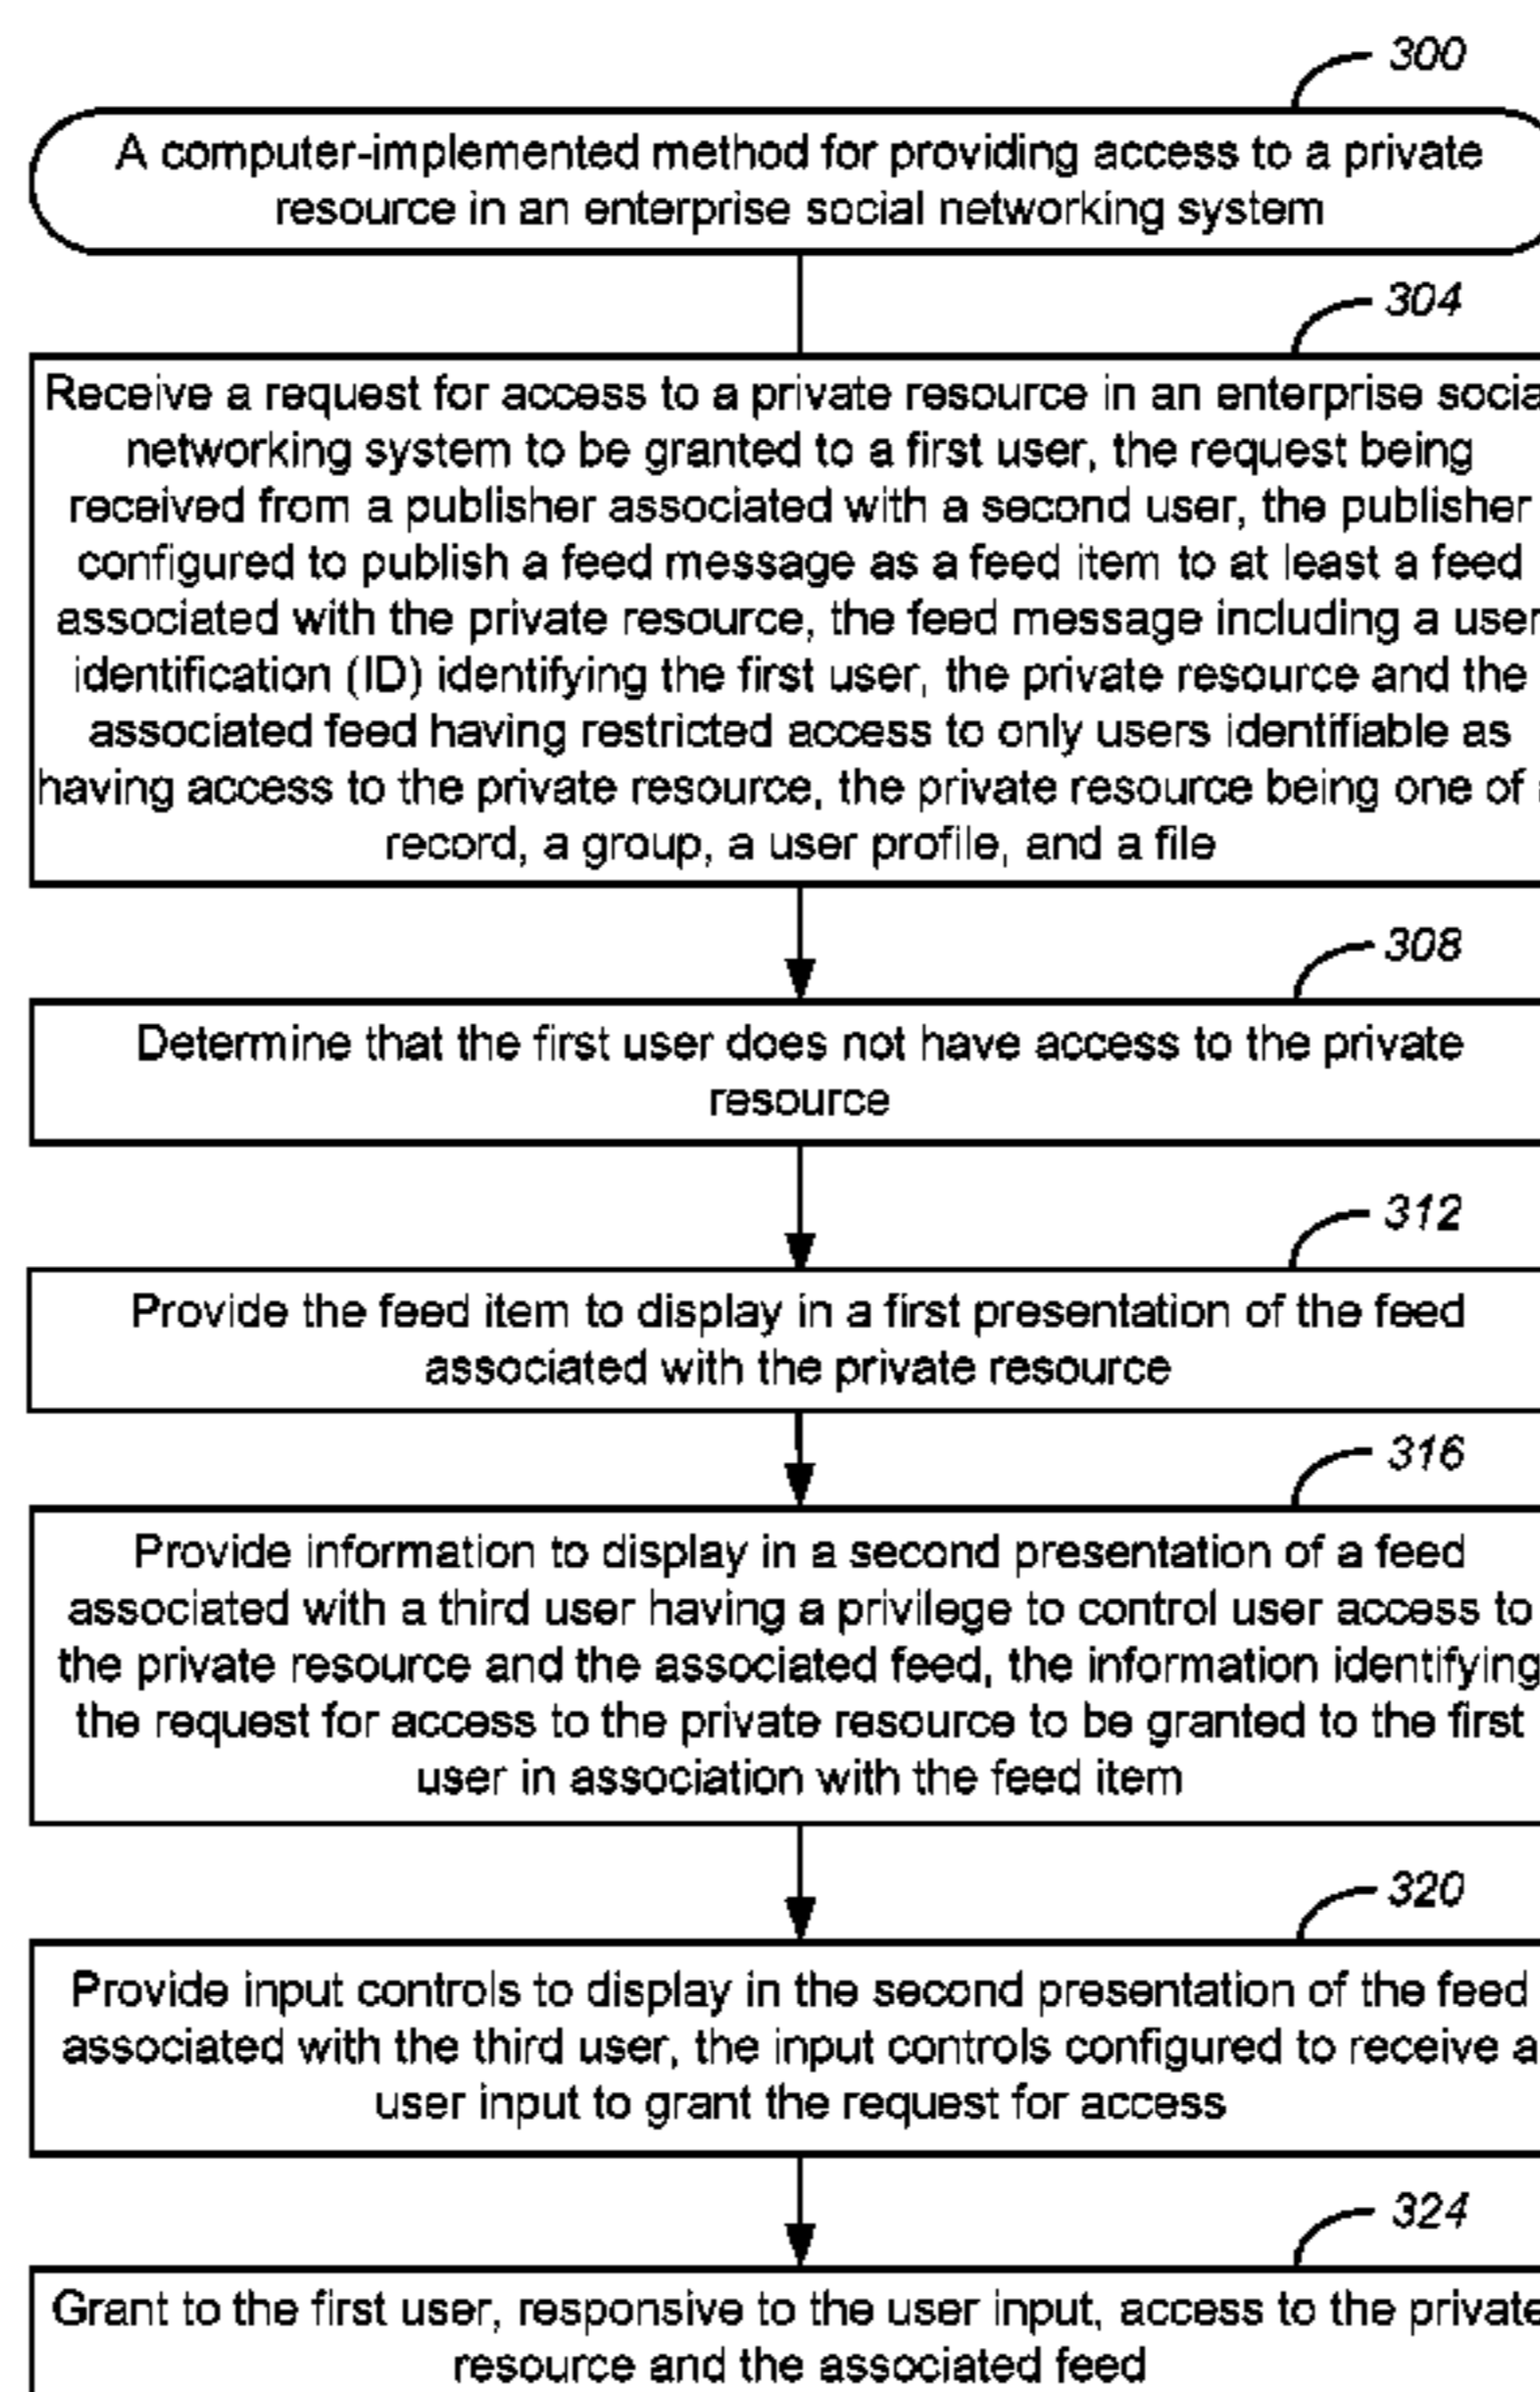 300
A computer-implemented method for providing access to a private
resource in an enterprise social networking system
304
Receive a request for access to a private resource in an enterprise
networking system to be granted to a first user, the request being
received from a publisher associated with a second user, the publisher
configured to publish a feed message as a feed item to at least a feed
associated with the private resource, the feed message including a user
identification (ID) identifying the first user, the private resource and the
associated feed having restricted access to only users identifiable as
having access to the private resource, the private resource being one of
record, a group, a user profile, and a file
308
Determine that the first user does not have access to the private
resource
312
Provide the feed item to display in a first presentation of the feed
associated with the private resource
316
Provide information to display in a second presentation of a feed
associated with a third user having a privilege to control user access to
the private resource and the associated feed, the information identifying
the request for access to the private resource to be granted to the first
user in association with the feed item
320
Provide input controls to display in the second presentation of the feed
associated with the third user, the input controls configured to receive a
user input to grant the request for access
324
Grant to the first user, responsive to the user input, access to the private
resource and the associated feed